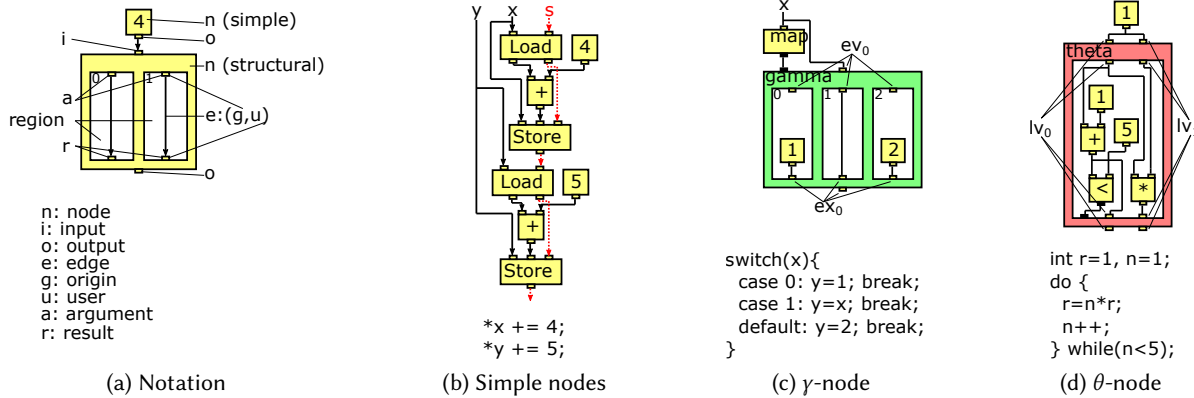 4
n (simple)
o
i
n (structural)
0
1
a
region
e:(g,u)
r
o
n: node
i: input
o: output
e: edge
g: origin
u: user
a: argument
r: result
(a) Notation
y
x
s
Load
4
+
Store
Load
5
+
Store
*x += 4;
*y += 5;
(b) Simple nodes
x
map
ev0
gamma
0
1
2
1
2
ex0
switch(x){
case 0: y=1; break;
case 1: y=x; break;
default: y=2; break;
}
(c) γ-node
1
theta
1
5
lv0
+
lv
<
*
int r=1, n=1;
do {
r=n*r;
n++;
} while(n<5);
(d) θ-node